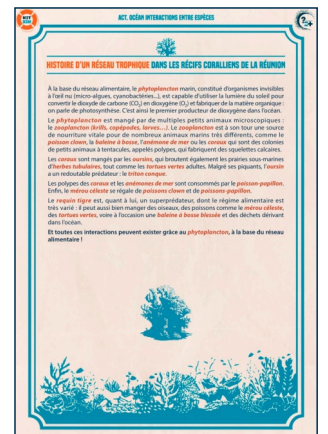 KIT
ACT. OCÉAN INTERACTIONS ENTRE ESPÈCES
HISTOIRE D'UN RÉSEAU TROPHIQUE DANS LES RÉCIFS CORALLIENS DE LA RÉUNION
À la base du réseau alimentaire, le phytoplancton marin, constitué d'organismes invisibles
à l'œil nu (micro-algues, cyanobactéries...), est capable d'utiliser la lumière du soleil pour
convertir le dioxyde de carbone (CO2) en dioxygène (O2) et fabriquer de la matière organique :
on parle de photosynthèse. C'est ainsi le premier producteur de dioxygène dans l'océan.
Le phytoplancton est mangé par de multiples petits animaux microscopiques :
le zooplancton (krills, copépodes, larves...). Le zooplancton est à son tour une source
de nourriture vitale pour de nombreux animaux marins très différents, comme le
poisson clown, la baleine à bosse, l'anémone de mer ou les coraux qui sont des colonies
de petits animaux à tentacules, appelés polypes, qui fabriquent des squelettes calcaires.
Les coraux sont mangés par les oursins, qui broutent également les prairies sous-marines
d'herbes tubulaires, tout comme les tortues vertes adultes. Malgré ses piquants, l'oursin
a un redoutable prédateur : le triton conque.
Les polypes des coraux et les anémones de mer sont consommés par le poisson-papillon.
Enfin, le mérou céleste se régale de poissons clown et de poissons-papillon.
Le requin tigre est, quant à lui, un superprédateur, dont le régime alimentaire est
très varié : il peut aussi bien manger des oiseaux, des poissons comme le mérou céleste,
des tortues vertes, voire à l'occasion une baleine à bosse blessée et des déchets dérivant
dans l'océan.
Et toutes ces interactions peuvent exister grâce au phytoplancton, à la base du réseau
alimentaire !